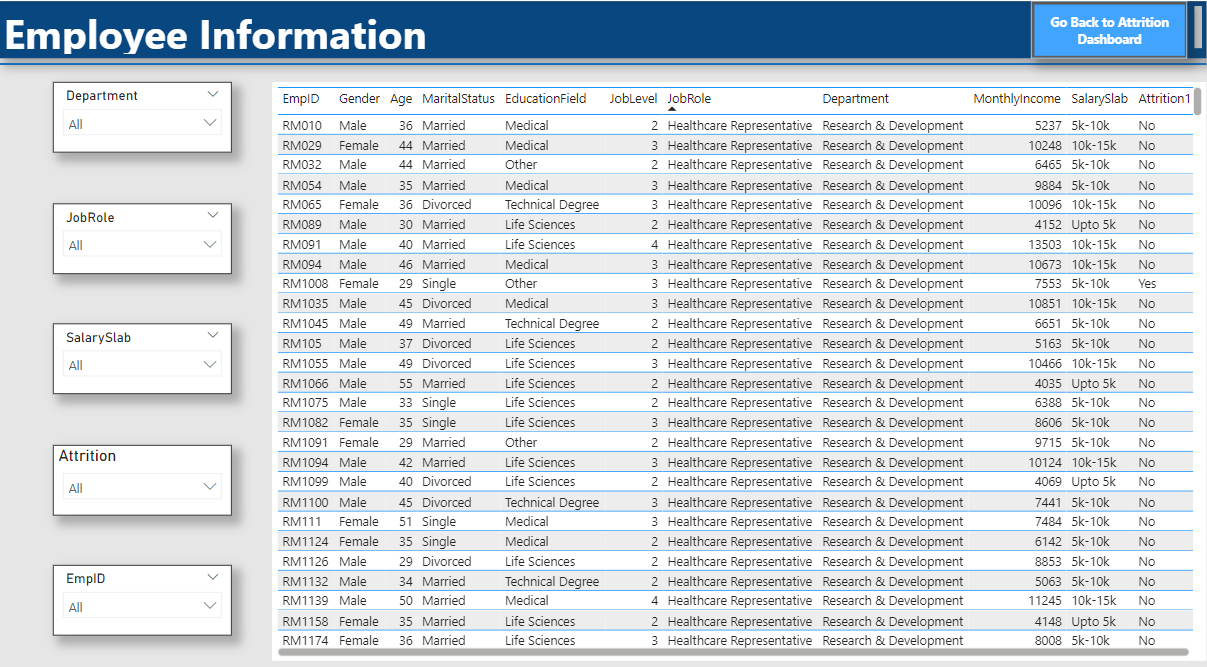 Employee Information
Go Back to Attrition
Dashboard
Department
All
JobRole
All
SalarySlab
All
Attrition
All
EmpID
All
EmpID Gender Age MaritalStatus EducationField JobLevel JobRole Department MonthlyIncome SalarySlab Attrition1
RM010 Male 36 Married Medical 2 Healthcare Representative Research & Development 5237 5k-10k No
RM029 Female 44 Married Medical 3 Healthcare Representative Research & Development 10248 10k-15k No
RM032 Male 44 Married Other 2 Healthcare Representative Research & Development 6465 5k-10k No
RM054 Male 35 Married Medical 3 Healthcare Representative Research & Development 9884 5k-10k No
RM065 Female 36 Divorced Technical Degree 3 Healthcare Representative Research & Development 10096 10k-15k No
RM089 Male 30 Married Life Sciences 2 Healthcare Representative Research & Development 4152 Upto 5k No
RM091 Male 40 Married Life Sciences 4 Healthcare Representative Research & Development 13503 10k-15k No
RM094 Male 46 Married Medical 3 Healthcare Representative Research & Development 10673 10k-15k No
RM1008 Female 29 Single Other 3 Healthcare Representative Research & Development 7553 5k-10k Yes
RM1035 Male 45 Divorced Medical 3 Healthcare Representative Research & Development 10851 10k-15k No
RM1045 Male 49 Married Technical Degree 2 Healthcare Representative Research & Development 6651 5k-10k No
RM105 Male 37 Divorced Life Sciences 2 Healthcare Representative Research & Development 5163 5k-10k No
RM1055 Male 49 Divorced Life Sciences 3 Healthcare Representative Research & Development 10466 10k-15k No
RM1066 Male 55 Married Life Sciences 2 Healthcare Representative Research & Development 4035 Upto 5k No
RM1075 Male 33 Single Life Sciences 2 Healthcare Representative Research & Development 6388 5k-10k No
RM1082 Female 35 Single Life Sciences 3 Healthcare Representative Research & Development 8606 5k-10k No
RM1091 Female 29 Married Other 2 Healthcare Representative Research & Development 9715 5k-10k No
RM1094 Male 42 Married Life Sciences 3 Healthcare Representative Research & Development 10124 10k-15k No
RM1099 Male 40 Divorced Life Sciences 2 Healthcare Representative Research & Development 4069 Upto 5k No
RM1100 Male 45 Divorced Technical Degree 3 Healthcare Representative Research & Development 7441 5k-10k No
RM111 Female 51 Single Medical 3 Healthcare Representative Research & Development 7484 5k-10k No
RM1124 Female 35 Single Medical 2 Healthcare Representative Research & Development 6142 5k-10k No
RM1126 Male 29 Divorced Life Sciences 2 Healthcare Representative Research & Development 8853 5k-10k No
RM1132 Male 34 Married Technical Degree 2 Healthcare Representative Research & Development 5063 5k-10k No
RM1139 Male 50 Married Medical 4 Healthcare Representative Research & Development 11245 10k-15k No
RM1158 Female 35 Married Life Sciences 2 Healthcare Representative Research & Development 4148 Upto 5k No
RM1174 Female 36 Married Life Sciences 3 Healthcare Representative Research & Development 8008 5k-10k No